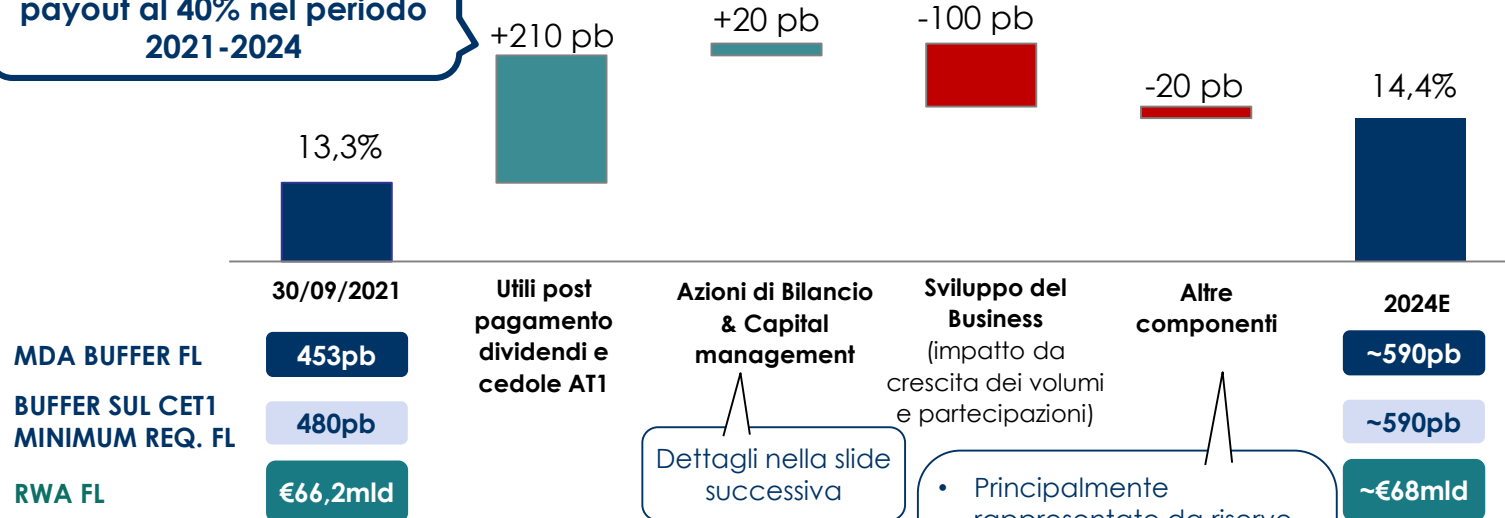 payout al 40% nel periodo
2021-2024
+210 pb
+20 pb
-100 pb
-20 pb
14,4%
13,3%
30/09/2021
Utili post
pagamento
dividendi e
cedole AT1
Azioni di Bilancio
& Capital
management
Sviluppo del
Business
(impatto da
crescita dei volumi
e partecipazioni)
Altre
componenti
2024E
MDA BUFFER FL
453pb
~590pb
BUFFER SUL CET1
MINIMUM REQ. FL
480pb
~590pb
RWA FL
€66,2mld
~€68mld
Dettagli nella slide
successiva
• Principalmente
rappresentato da riserve